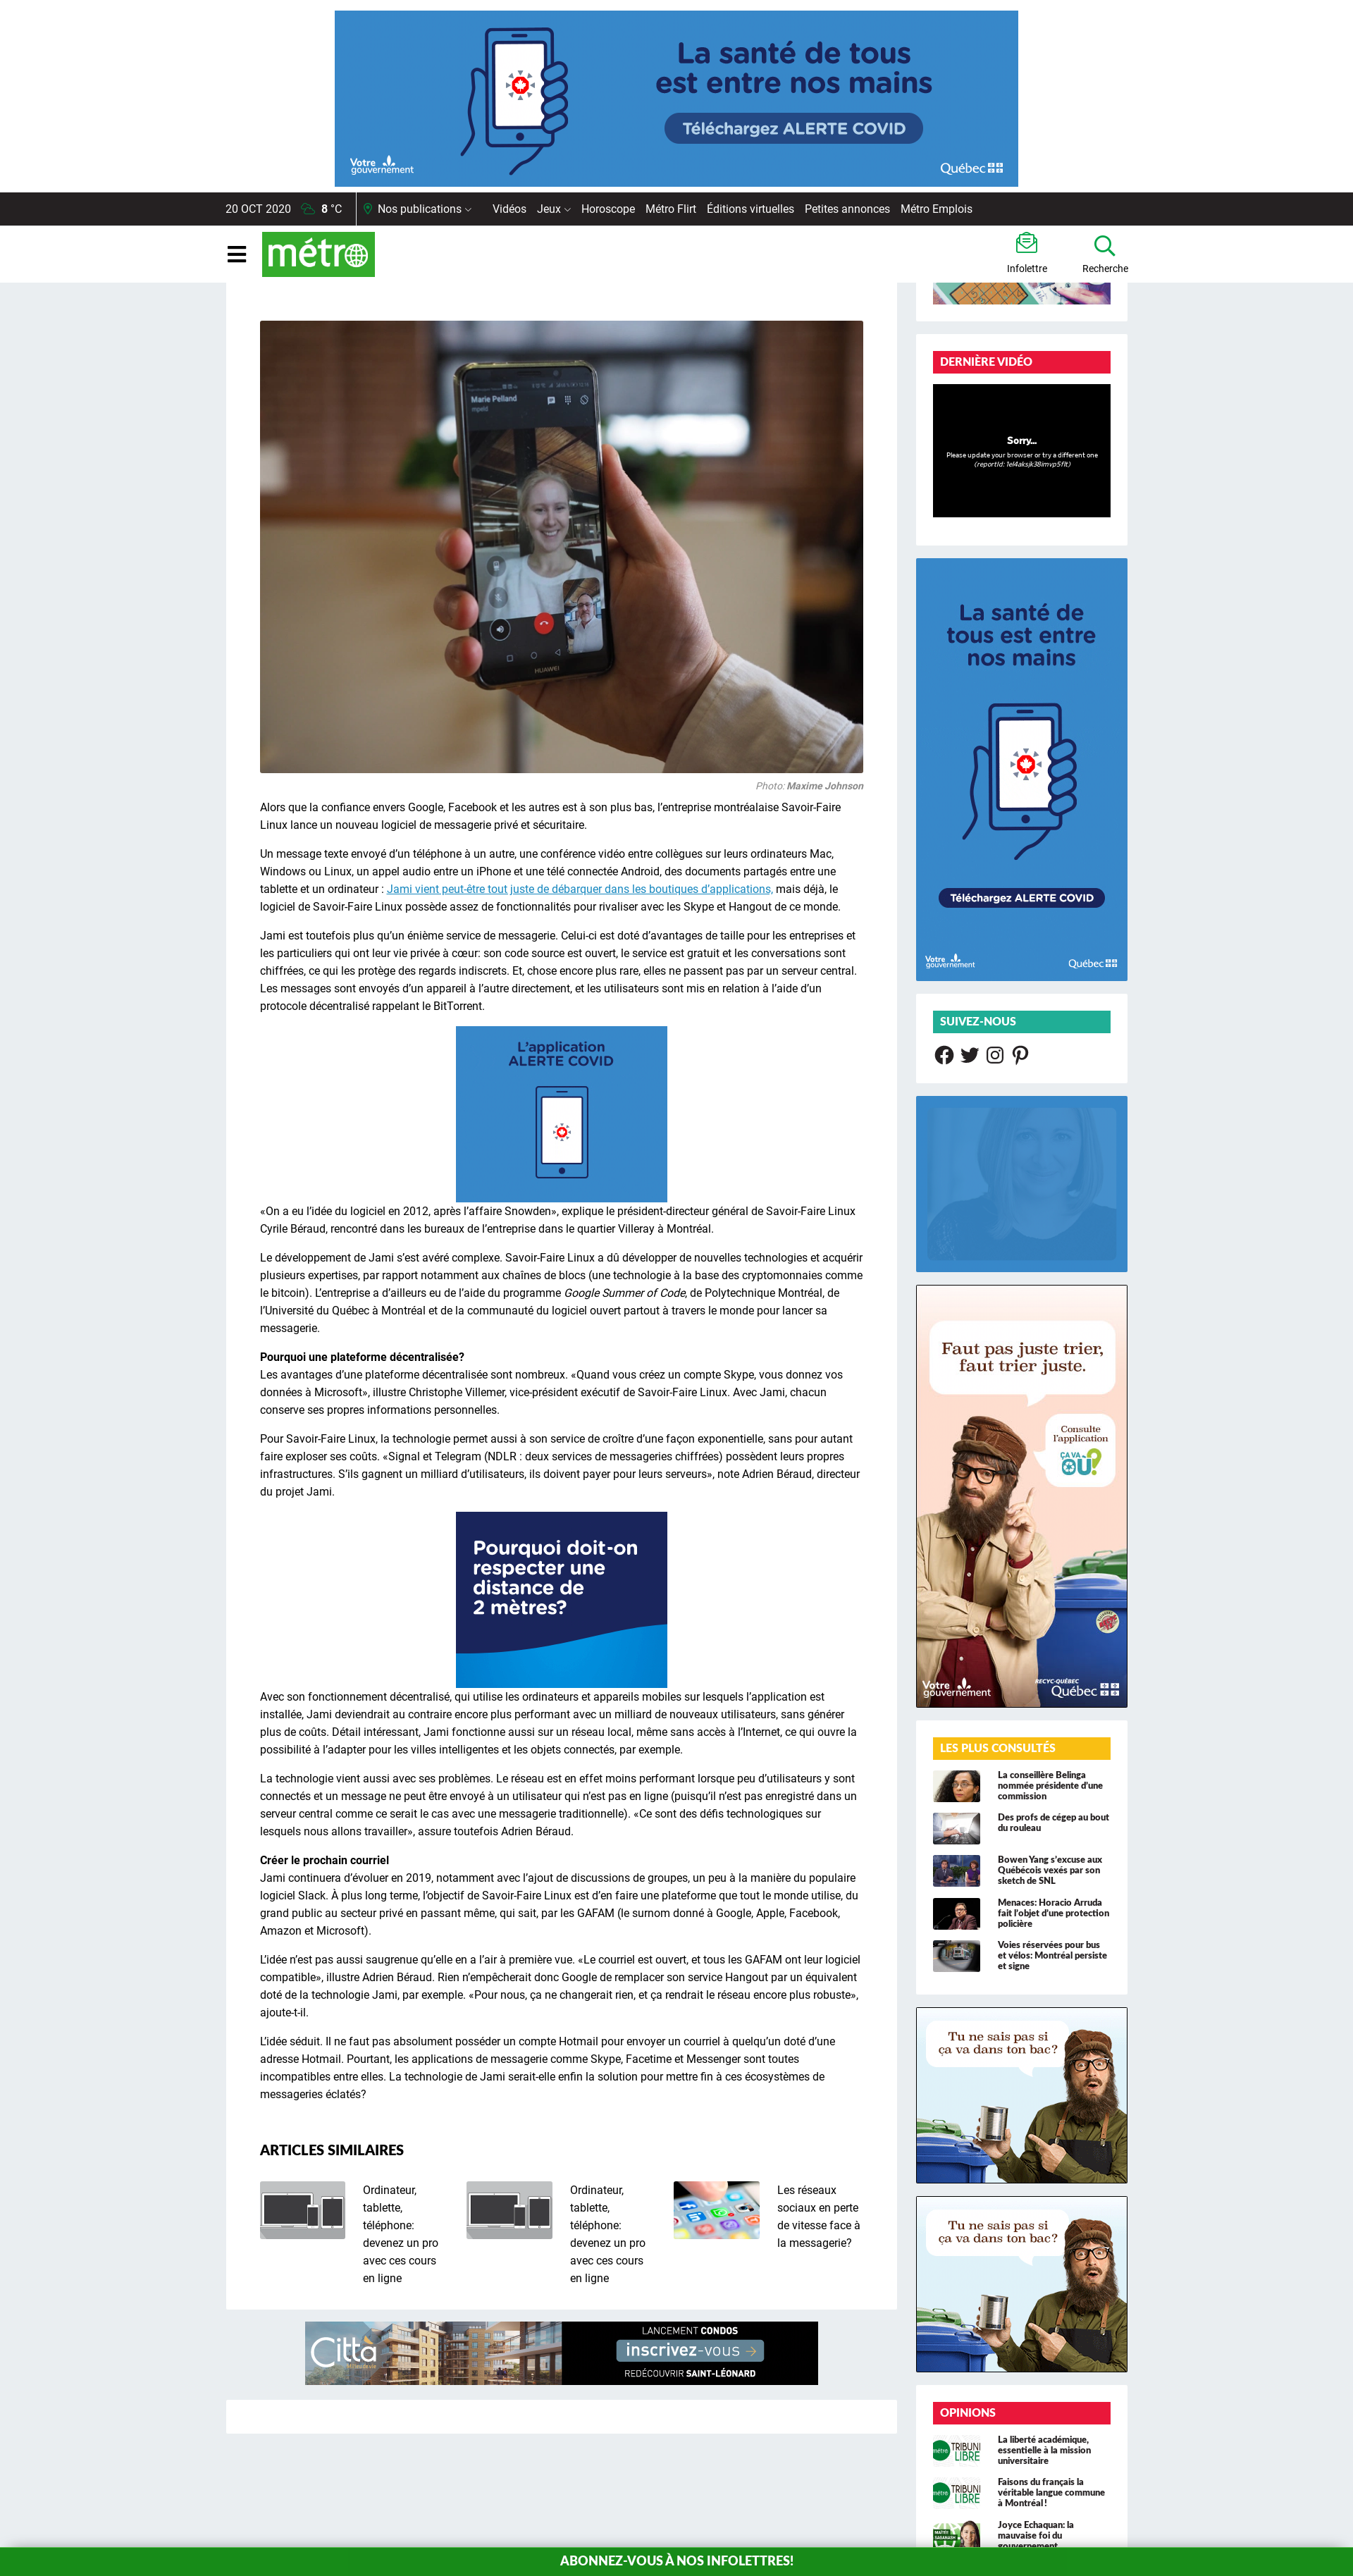 La santé de tous
est entre nos mains
Téléchargez ALERTE COVID
Votre
gouvernement
Québec
20 OCT 2020 8 °C Nos publications Vidéos Jeux Horoscope Métro Flirt Éditions virtuelles Petites annonces Métro Emplois
métro
Infolettre
Recherche
Marie Pelland
HUAWEI
Photo: Maxime Johnson
Alors que la confiance envers Google, Facebook et les autres est à son plus bas, l’entreprise montréalaise Savoir-Faire
Linux lance un nouveau logiciel de messagerie privé et sécuritaire.
Un message texte envoyé d’un téléphone à un autre, une conférence vidéo entre collègues sur leurs ordinateurs Mac,
Windows ou Linux, un appel audio entre un iPhone et une télé connectée Android, des documents partagés entre une
tablette et un ordinateur : Jami vient peut-être tout juste de débarquer dans les boutiques d’applications, mais déjà, le
logiciel de Savoir-Faire Linux possède assez de fonctionnalités pour rivaliser avec les Skype et Hangout de ce monde.
Jami est toutefois plus qu’un énième service de messagerie. Celui-ci est doté d’avantages de taille pour les entreprises et
les particuliers qui ont leur vie privée à cœur: son code source est ouvert, le service est gratuit et les conversations sont
chiffrées, ce qui les protège des regards indiscrets. Et, chose encore plus rare, elles ne passent pas par un serveur central.
Les messages sont envoyés d’un appareil à l’autre directement, et les utilisateurs sont mis en relation à l’aide d’un
protocole décentralisé rappelant le BitTorrent.
L’application
ALERTE COVID
«On a eu l’idée du logiciel en 2012, après l’affaire Snowden», explique le président-directeur général de Savoir-Faire Linux
Cyrile Béraud, rencontré dans les bureaux de l’entreprise dans le quartier Villeray à Montréal.
Le développement de Jami s’est avéré complexe. Savoir-Faire Linux a dû développer de nouvelles technologies et acquérir
plusieurs expertises, par rapport notamment aux chaînes de blocs (une technologie à la base des cryptomonnaies comme
le bitcoin). L’entreprise a d’ailleurs eu de l’aide du programme Google Summer of Code, de Polytechnique Montréal, de
l’Université du Québec à Montréal et de la communauté du logiciel ouvert partout à travers le monde pour lancer sa
messagerie.
Pourquoi une plateforme décentralisée?
Les avantages d’une plateforme décentralisée sont nombreux. «Quand vous créez un compte Skype, vous donnez vos
données à Microsoft», illustre Christophe Villemer, vice-président exécutif de Savoir-Faire Linux. Avec Jami, chacun
conserve ses propres informations personnelles.
Pour Savoir-Faire Linux, la technologie permet aussi à son service de croître d’une façon exponentielle, sans pour autant
faire exploser ses coûts. «Signal et Telegram (NDLR : deux services de messageries chiffrées) possèdent leurs propres
infrastructures. S’ils gagnent un milliard d’utilisateurs, ils doivent payer pour leurs serveurs», note Adrien Béraud, directeur
du projet Jami.
Pourquoi doit-on
respecter une
distance de
2 mètres?
Avec son fonctionnement décentralisé, qui utilise les ordinateurs et appareils mobiles sur lesquels l’application est
installée, Jami deviendrait au contraire encore plus performant avec un milliard de nouveaux utilisateurs, sans générer
plus de coûts. Détail intéressant, Jami fonctionne aussi sur un réseau local, même sans accès à l’Internet, ce qui ouvre la
possibilité à l’adapter pour les villes intelligentes et les objets connectés, par exemple.
La technologie vient aussi avec ses problèmes. Le réseau est en effet moins performant lorsque peu d’utilisateurs y sont
connectés et un message ne peut être envoyé à un utilisateur qui n’est pas en ligne (puisqu’il n’est pas enregistré dans un
serveur central comme ce serait le cas avec une messagerie traditionnelle). «Ce sont des défis technologiques sur
lesquels nous allons travailler», assure toutefois Adrien Béraud.
Créer le prochain courriel
Jami continuera d’évoluer en 2019, notamment avec l’ajout de discussions de groupes, un peu à la manière du populaire
logiciel Slack. À plus long terme, l’objectif de Savoir-Faire Linux est d’en faire une plateforme que tout le monde utilise, du
grand public au secteur privé en passant même, qui sait, par les GAFAM (le surnom donné à Google, Apple, Facebook,
Amazon et Microsoft).
L’idée n’est pas aussi saugrenue qu’elle en a l’air à première vue. «Le courriel est ouvert, et tous les GAFAM ont leur logiciel
compatible», illustre Adrien Béraud. Rien n’empêcherait donc Google de remplacer son service Hangout par un équivalent
doté de la technologie Jami, par exemple. «Pour nous, ça ne changerait rien, et ça rendrait le réseau encore plus robuste»,
ajoute-t-il.
L’idée séduit. Il ne faut pas absolument posséder un compte Hotmail pour envoyer un courriel à quelqu’un doté d’une
adresse Hotmail. Pourtant, les applications de messagerie comme Skype, Facetime et Messenger sont toutes
incompatibles entre elles. La technologie de Jami serait-elle enfin la solution pour mettre fin à ces écosystèmes de
messageries éclatés?
ARTICLES SIMILAIRES
Ordinateur,
tablette,
téléphone:
devenez un pro
avec ces cours
en ligne
Ordinateur,
tablette,
téléphone:
devenez un pro
avec ces cours
en ligne
Les réseaux
sociaux en perte
de vitesse face à
la messagerie?
Città
LANCEMENT CONDOS
inscrivez-vous
REDÉCOUVRIR SAINT-LÉONARD
DERNIÈRE VIDÉO
Sorry...
Please update your browser or try a different one
La santé de
tous est entre
nos mains
Téléchargez ALERTE COVID
Votre
gouvernement
Québec
SUIVEZ-NOUS
Faut pas juste trier,
faut trier juste.
Consulte
l’application
ÇA VA
OÙ?
Votre
gouvernement
RECYC-QUÉBEC
Québec
LES PLUS CONSULTÉS
La conseillère Belinga
nommée présidente d’une
commission
Des profs de cégep au bout
du rouleau
Bowen Yang s’excuse aux
Québécois vexés par son
sketch de SNL
Menaces: Horacio Arruda
fait l’objet d’une protection
policière
Voies réservées pour bus
et vélos: Montréal persiste
et signe
Tu ne sais pas si
ça va dans ton bac?
Tu ne sais pas si
ça va dans ton bac?
OPINIONS
métro
TRIBUNE
LIBRE
La liberté académique,
essentielle à la mission
universitaire
métro
TRIBUNE
LIBRE
Faisons du français la
véritable langue commune
à Montréal !
Joyce Echaquan: la
mauvaise foi du
gouvernement
ABONNEZ-VOUS À NOS INFOLETTRES!